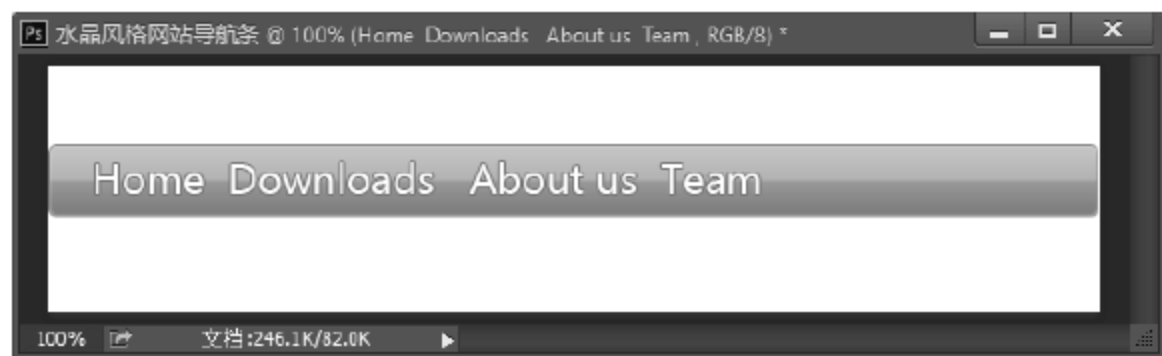 Ps 水晶风格网站导航条 @ 100% (Home Downloads About us Team , RGB/8) *
Home Downloads About us Team
100% 文档:246.1K/82.0K